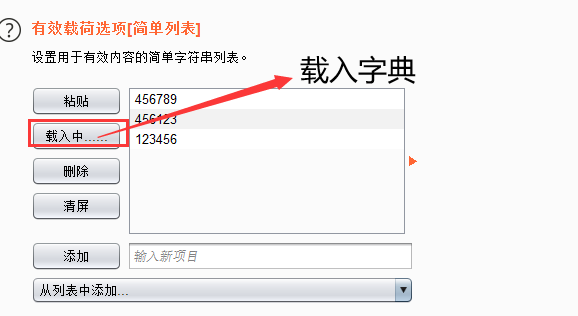 ?
有效载荷选项[简单列表]
设置用于有效内容的简单字符串列表。
载入字典
粘贴
456789
载入中......
456123
123456
删除
清屏
添加
输入新项目
从列表中添加...